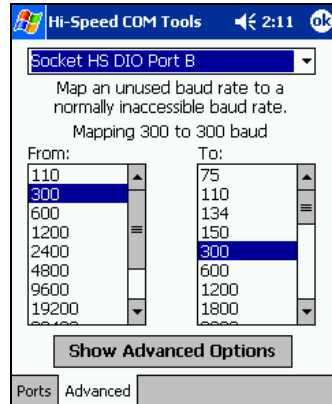 Hi-Speed COM Tools 2:11 ok
Socket HS DIO Port B
Map an unused baud rate to a
normally inaccessible baud rate.
Mapping 300 to 300 baud
From:
110
300
600
1200
2400
4800
9600
19200
To:
75
110
134
150
300
600
1200
1800
Show Advanced Options
Ports Advanced